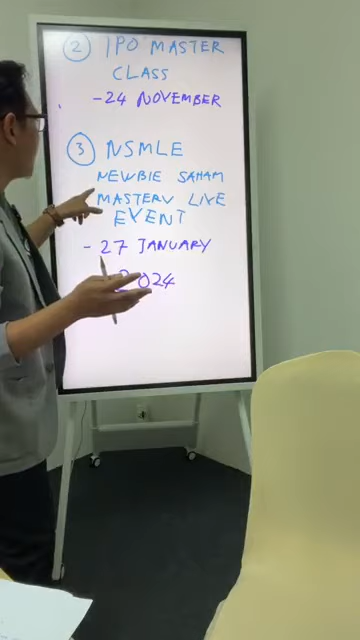 ② IPO MASTER
CLASS
- 24 NOVEMBER
③ NSMLE
NEWBIE SAHAM
MASTERY LIVE
EVENT
- 27 JANUARY
2024